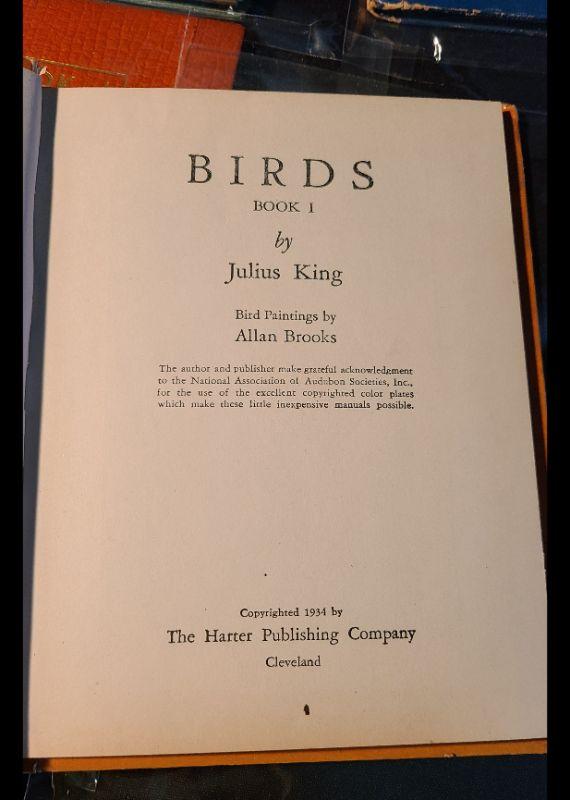 BIRDS
BOOK I
by
Julius King
Bird Paintings by
Allan Brooks
The author and publisher make grateful acknowledgment
to the National Association of Audubon Societies, Inc.,
for the use of the excellent copyrighted color plates
which make these little inexpensive manuals possible.
Copyrighted 1934 by
The Harter Publishing Company
Cleveland